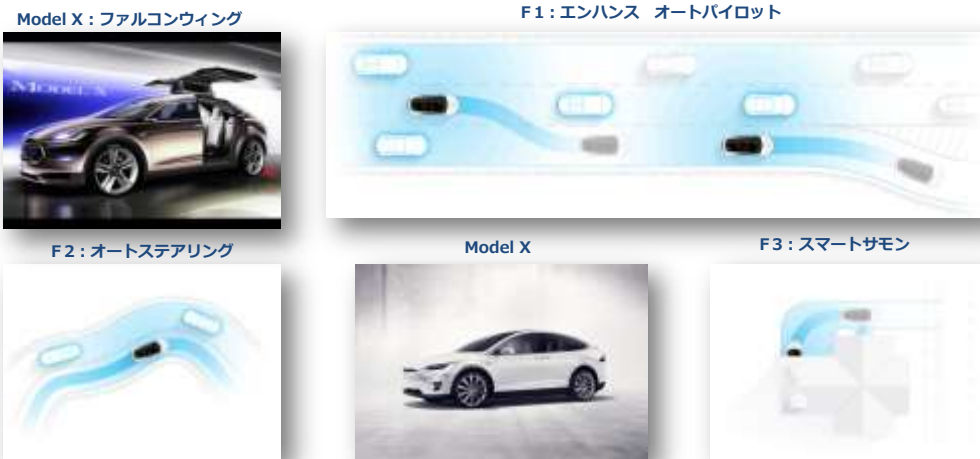 Model X：ファルコンウィング
F1：エンハンス　オートパイロット
MODEL X
F2：オートステアリング
Model X
F3：スマートサモン